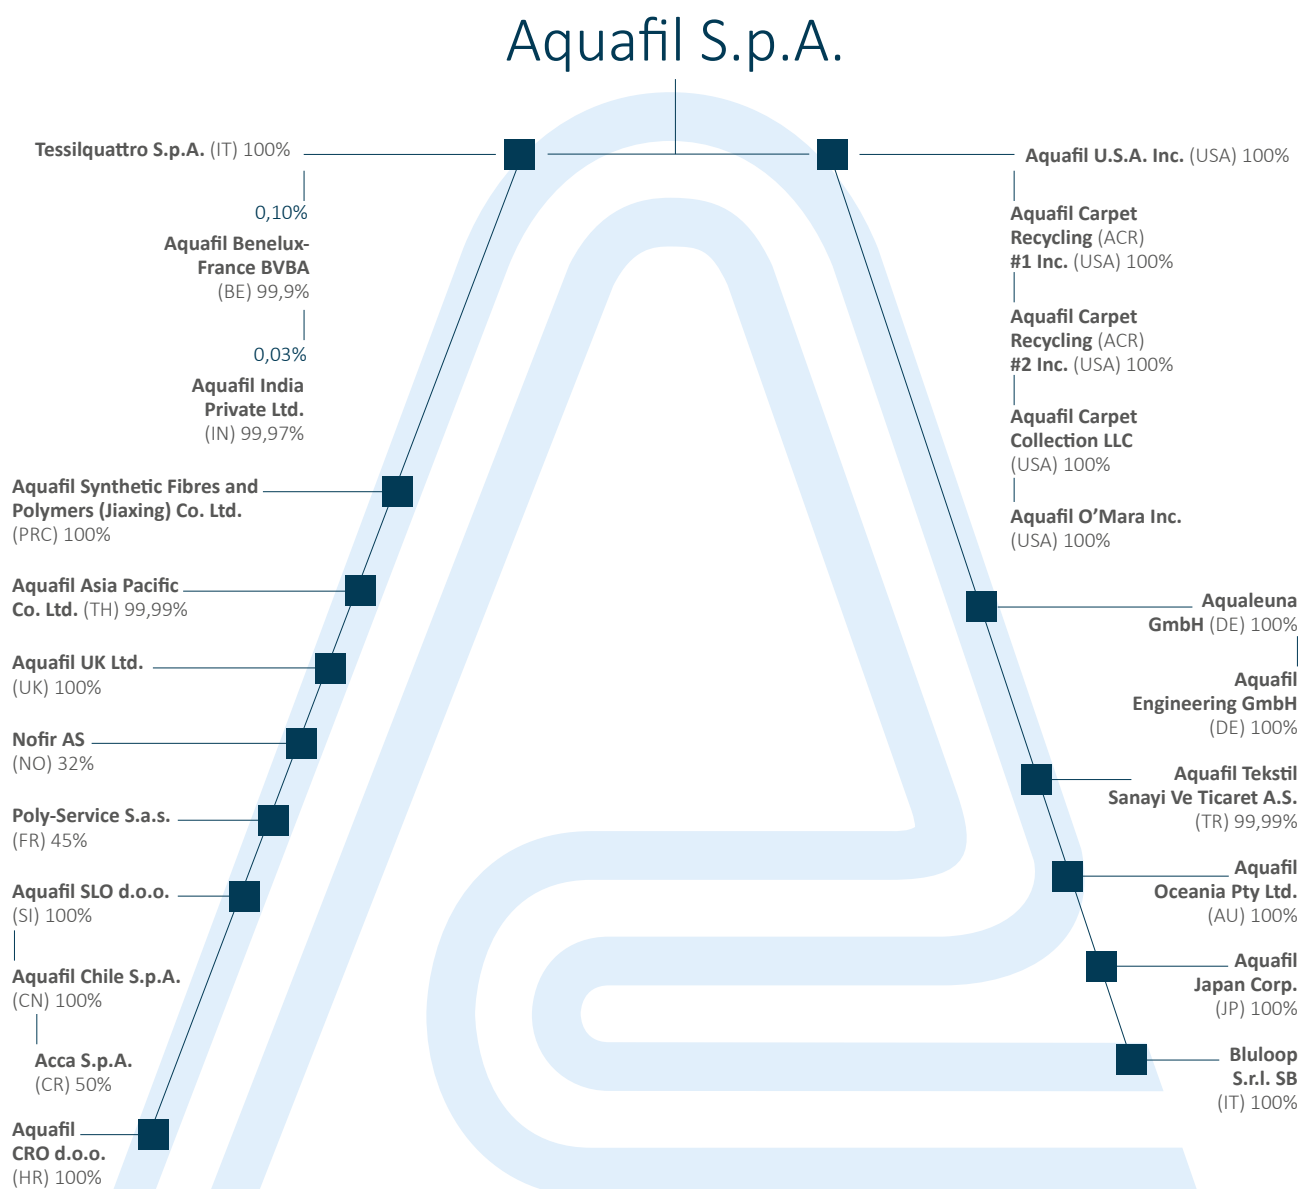 Aquafil S.p.A.
Tessilquattro S.p.A. (IT) 100%
0,10%
Aquafil Benelux-
France BVBA
(BE) 99,9%
0,03%
Aquafil India
Private Ltd.
(IN) 99,97%
Aquafil Synthetic Fibres and
Polymers (Jiaxing) Co. Ltd.
(PRC) 100%
Aquafil Asia Pacific
Co. Ltd. (TH) 99,99%
Aquafil UK Ltd.
(UK) 100%
Nofir AS
(NO) 32%
Poly-Service S.a.s.
(FR) 45%
Aquafil SLO d.o.o.
(SI) 100%
Aquafil Chile S.p.A.
(CN) 100%
Acca S.p.A.
(CR) 50%
Aquafil
CRO d.o.o.
(HR) 100%
Aquafil U.S.A. Inc. (USA) 100%
Aquafil Carpet
Recycling (ACR)
#1 Inc. (USA) 100%
Aquafil Carpet
Recycling (ACR)
#2 Inc. (USA) 100%
Aquafil Carpet
Collection LLC
(USA) 100%
Aquafil O’Mara Inc.
(USA) 100%
Aqualeuna
GmbH (DE) 100%
Aquafil
Engineering GmbH
(DE) 100%
Aquafil Tekstil
Sanayi Ve Ticaret A.S.
(TR) 99,99%
Aquafil
Oceania Pty Ltd.
(AU) 100%
Aquafil
Japan Corp.
(JP) 100%
Bluloop
S.r.l. SB
(IT) 100%